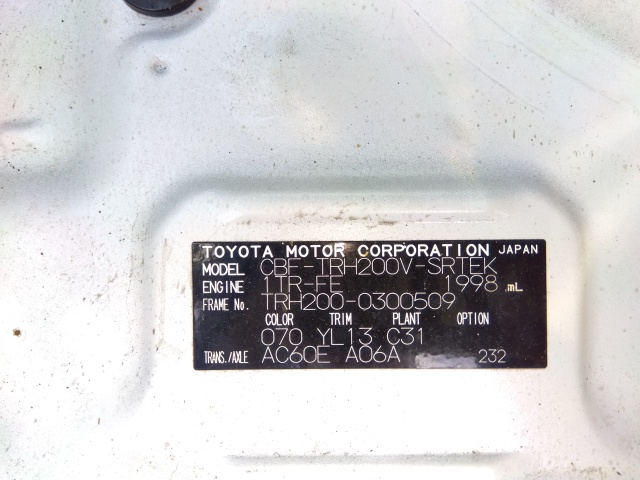 TOYOTA MOTOR CORPORATION JAPAN
MODEL CBF-TRH200V-SRTEK
ENGINE 1TR-FE 1998 mL
FRAME No. TRH200-0300509
COLOR TRIM PLANT OPTION
070 YL13 C31
TRANS./AXLE AC60E A06A 232